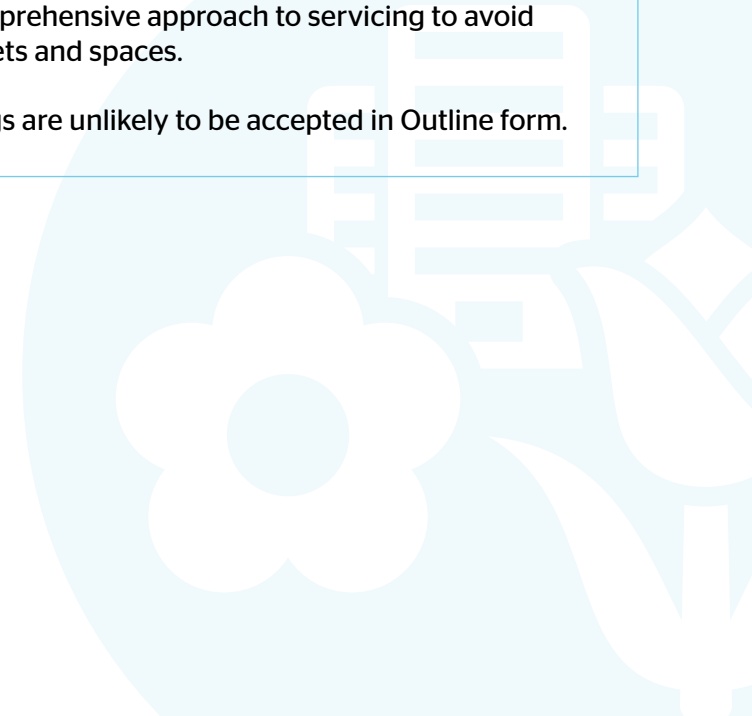 prehensive approach to servicing to avoid
ets and spaces.
s are unlikely to be accepted in Outline form.